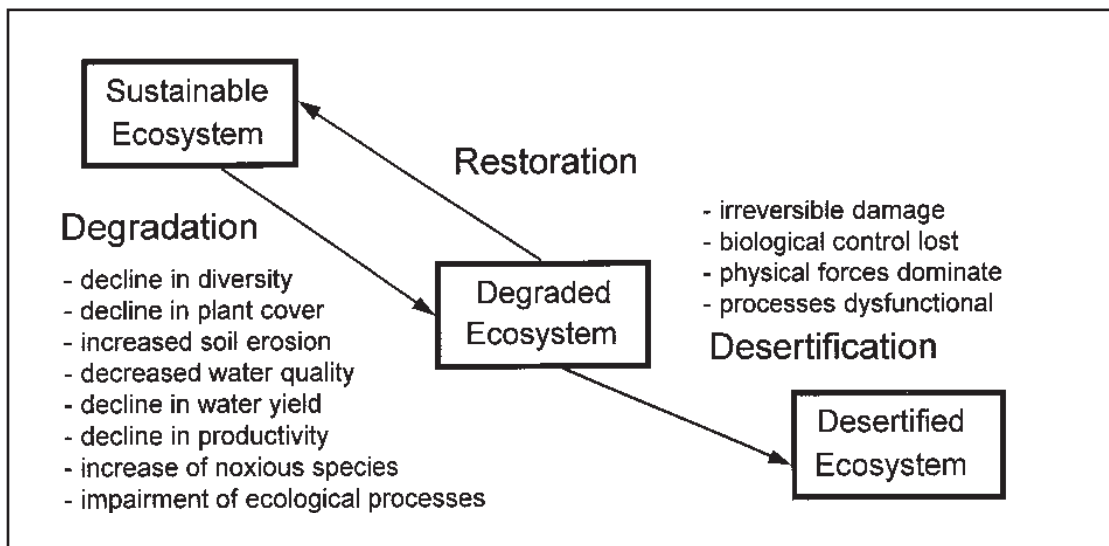 Sustainable
Ecosystem
Restoration
Degradation
- decline in diversity
- decline in plant cover
- increased soil erosion
- decreased water quality
- decline in water yield
- decline in productivity
- increase of noxious species
- impairment of ecological processes
Degraded
Ecosystem
- irreversible damage
- biological control lost
- physical forces dominate
- processes dysfunctional
Desertification
Desertified
Ecosystem